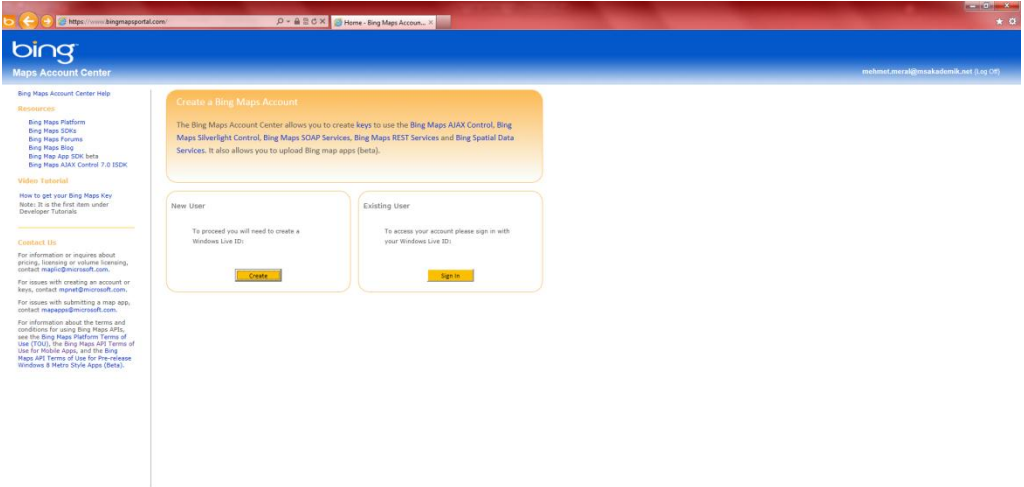 https://www.bingmapsportal.com/
Home - Bing Maps Accoun...
bing
Maps Account Center
mehmet.meral@msakademik.net (Log Off)
Bing Maps Account Center Help
Resources
Bing Maps Platform
Bing Maps SDKs
Bing Maps Forums
Bing Maps Blog
Bing Map App SDK beta
Bing Maps AJAX Control 7.0 ISDK
Video Tutorial
How to get your Bing Maps Key
Note: It is the first item under
Developer Tutorials
Contact Us
For information or inquires about
pricing, licensing or volume licensing,
contact maplic@microsoft.com.
For issues with creating an account or
keys, contact mpnet@microsoft.com.
For issues with submitting a map app,
contact mapapps@microsoft.com.
For information about the terms and
conditions for using Bing Maps APIs,
see the Bing Maps Platform Terms of
Use (TOU), the Bing Maps API Terms of
Use for Mobile Apps, and the Bing
Maps API Terms of Use for Pre-release
Windows 8 Metro Style Apps (Beta).
Create a Bing Maps Account
The Bing Maps Account Center allows you to create keys to use the Bing Maps AJAX Control, Bing
Maps Silverlight Control, Bing Maps SOAP Services, Bing Maps REST Services and Bing Spatial Data
Services. It also allows you to upload Bing map apps (beta).
New User
To proceed you will need to create a
Windows Live ID:
Create
Existing User
To access your account please sign in with
your Windows Live ID:
Sign In